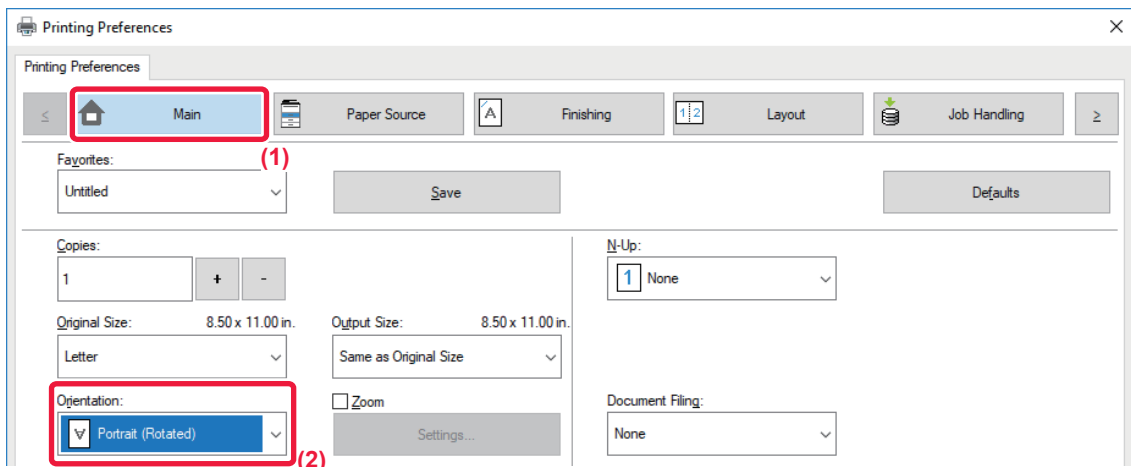 Printing Preferences
Printing Preferences
≤ Main Paper Source A Finishing 1 2 Layout Job Handling ≥
(1)
Favorites:
Untitled Save Defaults
Copies: N-Up:
1 + - 1 None
Original Size: 8.50 x 11.00 in. Output Size: 8.50 x 11.00 in.
Letter Same as Original Size
Orientation: Zoom Document Filing:
A Portrait (Rotated) Settings... None
(2)